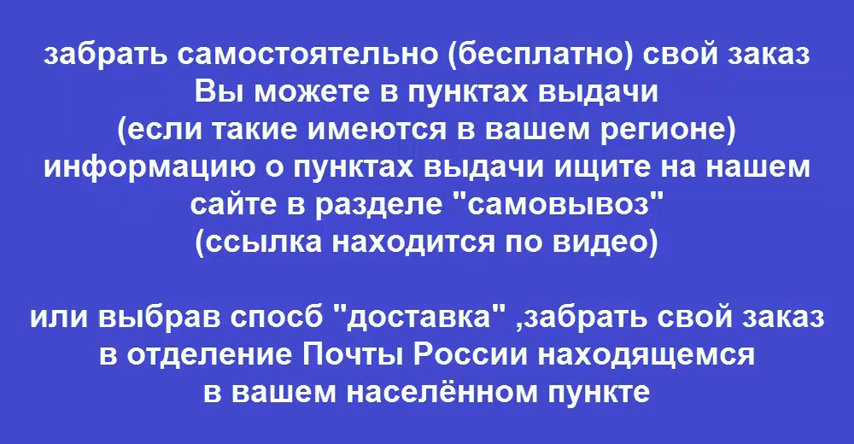 забрать самостоятельно (бесплатно) свой заказ
Вы можете в пунктах выдачи
(если такие имеются в вашем регионе)
информацию о пунктах выдачи ищите на нашем
сайте в разделе "самовывоз"
(ссылка находится по видео)
или выбрав спосб "доставка" ,забрать свой заказ
в отделение Почты России находящемся
в вашем населённом пункте